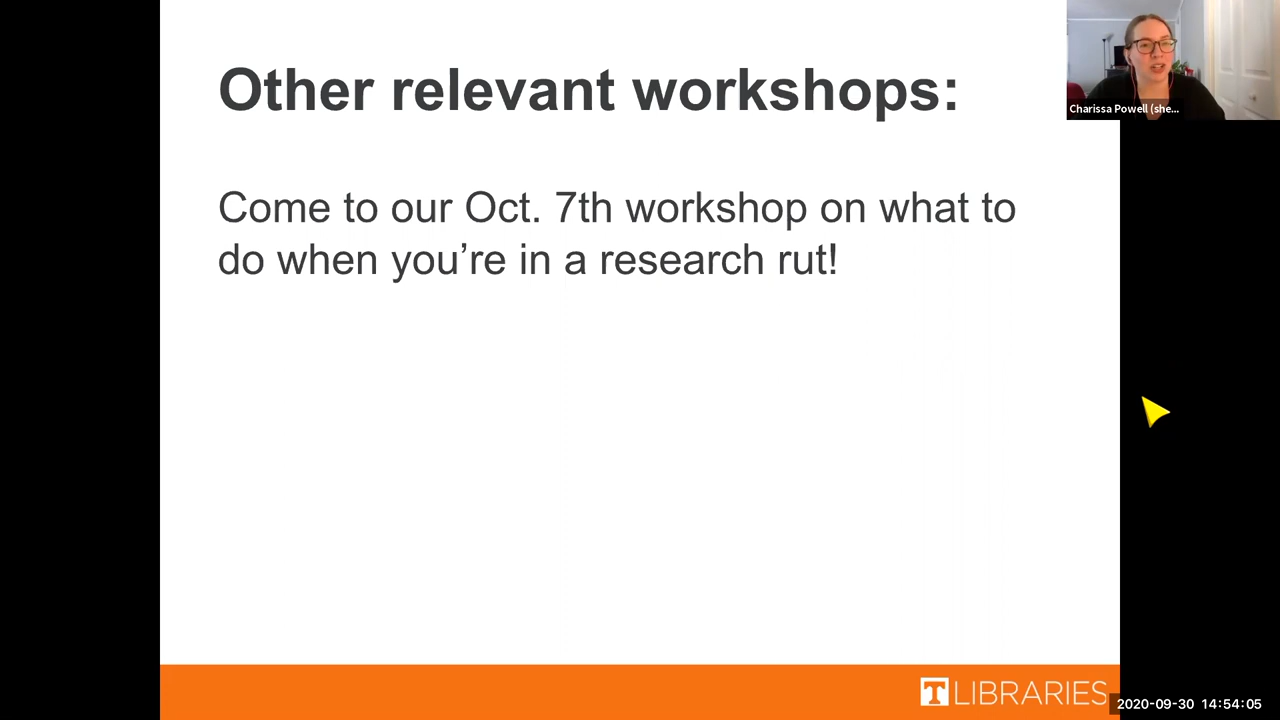 Other relevant workshops:
Charissa Powell (she...
Come to our Oct. 7th workshop on what to
do when you’re in a research rut!
T LIBRARIES
2020-09-30 14:54:05